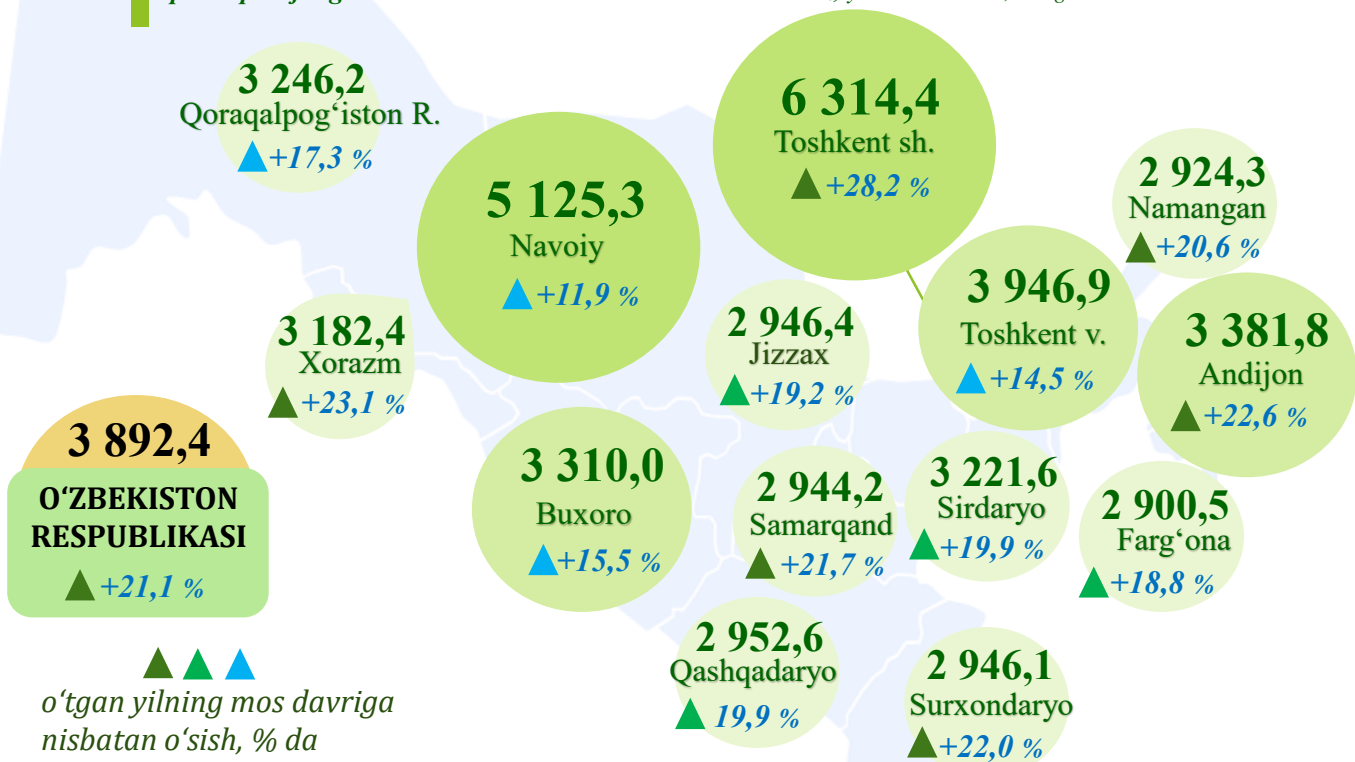 3 246,2
Qoraqalpog‘iston R.
+17,3 %
5 125,3
Navoiy
+11,9 %
6 314,4
Toshkent sh.
+28,2 %
2 924,3
Namangan
+20,6 %
3 182,4
Xorazm
+23,1 %
2 946,4
Jizzax
+19,2 %
3 946,9
Toshkent v.
+14,5 %
3 381,8
Andijon
+22,6 %
3 892,4
O‘ZBEKISTON
RESPUBLIKASI
+21,1 %
3 310,0
Buxoro
+15,5 %
2 944,2
Samarqand
+21,7 %
3 221,6
Sirdaryo
+19,9 %
2 900,5
Farg‘ona
+18,8 %
2 952,6
Qashqadaryo
19,9 %
2 946,1
Surxondaryo
+22,0 %
o‘tgan yilning mos davriga
nisbatan o‘sish, % da